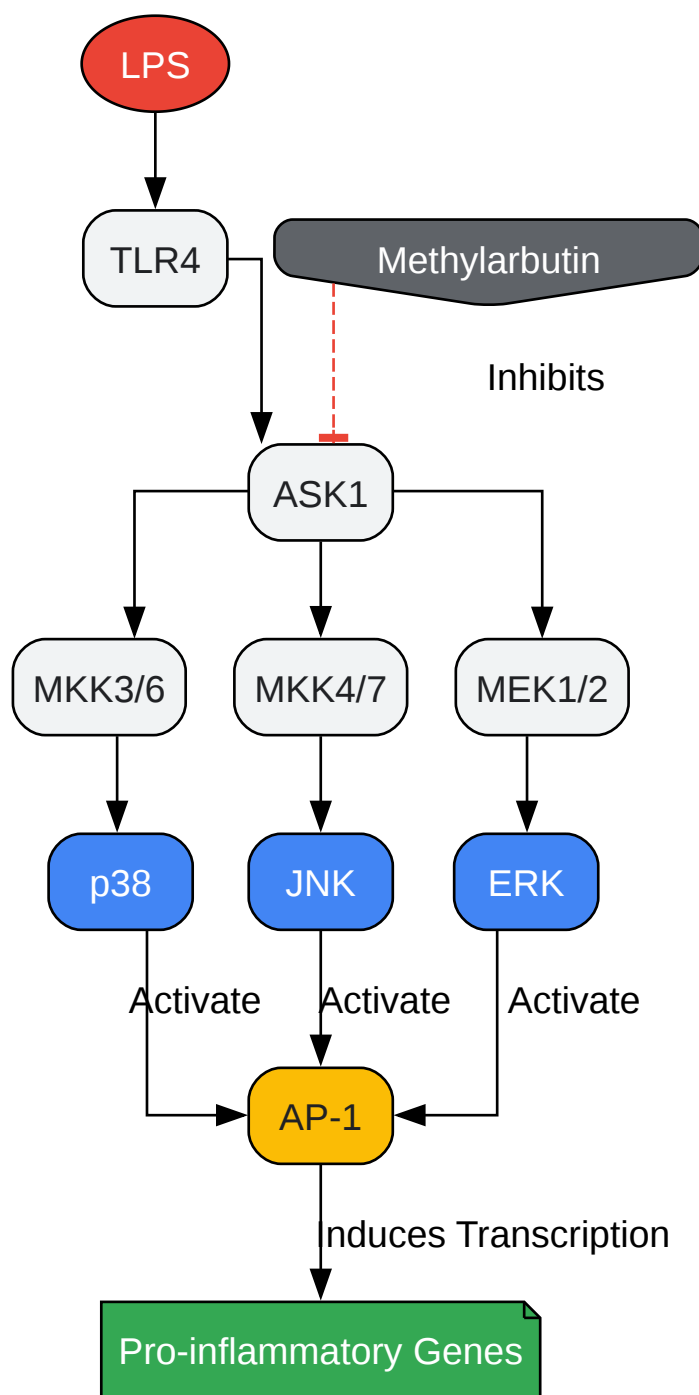 LPS
TLR4
Methylarbutin
Inhibits
ASK1
MKK3/6
MKK4/7
MEK1/2
p38
JNK
ERK
Activate
Activate
Activate
AP-1
Induces Transcription
Pro-inflammatory Genes